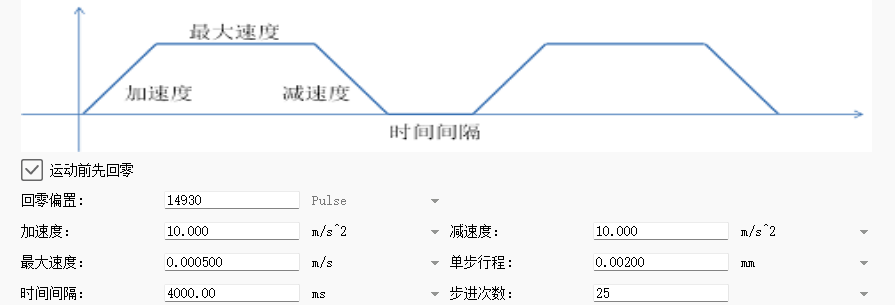 最大速度
加速度 减速度
时间间隔
运动前先回零
回零偏置: 14930 Pulse
加速度: 10.000 m/s^2 减速度: 10.000 m/s^2
最大速度: 0.000500 m/s 单步行程: 0.00200 mm
时间间隔: 4000.00 ms 步进次数: 25